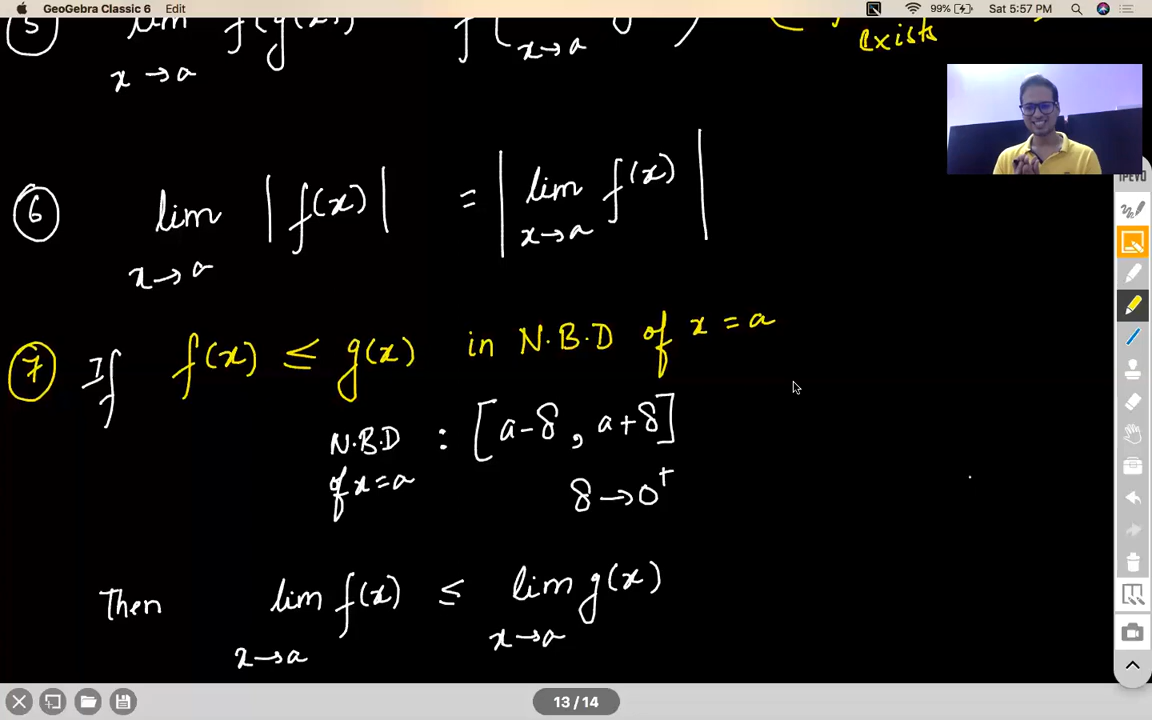 GeoGebra Classic 6 Edit 99% Sat 5:57 PM
5 lim f(g(x)) f(
x→a x→a exists
IPEVO
6 lim |f(x)| = |lim f(x)|
x→a x→a
7 If f(x) ≤ g(x) in N.B.D of x = a
N.B.D : [a-δ, a+δ]
of x=a δ→0⁺
Then lim f(x) ≤ lim g(x)
x→a x→a
13 / 14